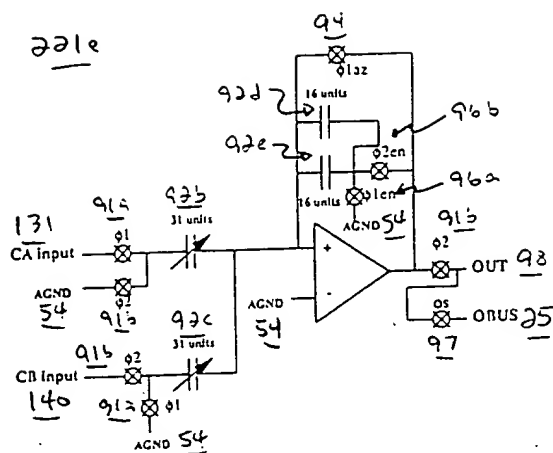 221e
94
ϕ1az
92d
16 units
96b
92e
ϕ2en
16 units
ϕ1en
96a
AGND 54
131
91a
92b
91b
ϕ1
31 units
ϕ2
CA input
+
OUT 98
AGND
ϕ2
AGND
-
54
91b
92c
54
os
OBUS 25
91b
31 units
97
ϕ2
CB Input
140
91a
ϕ1
AGND 54